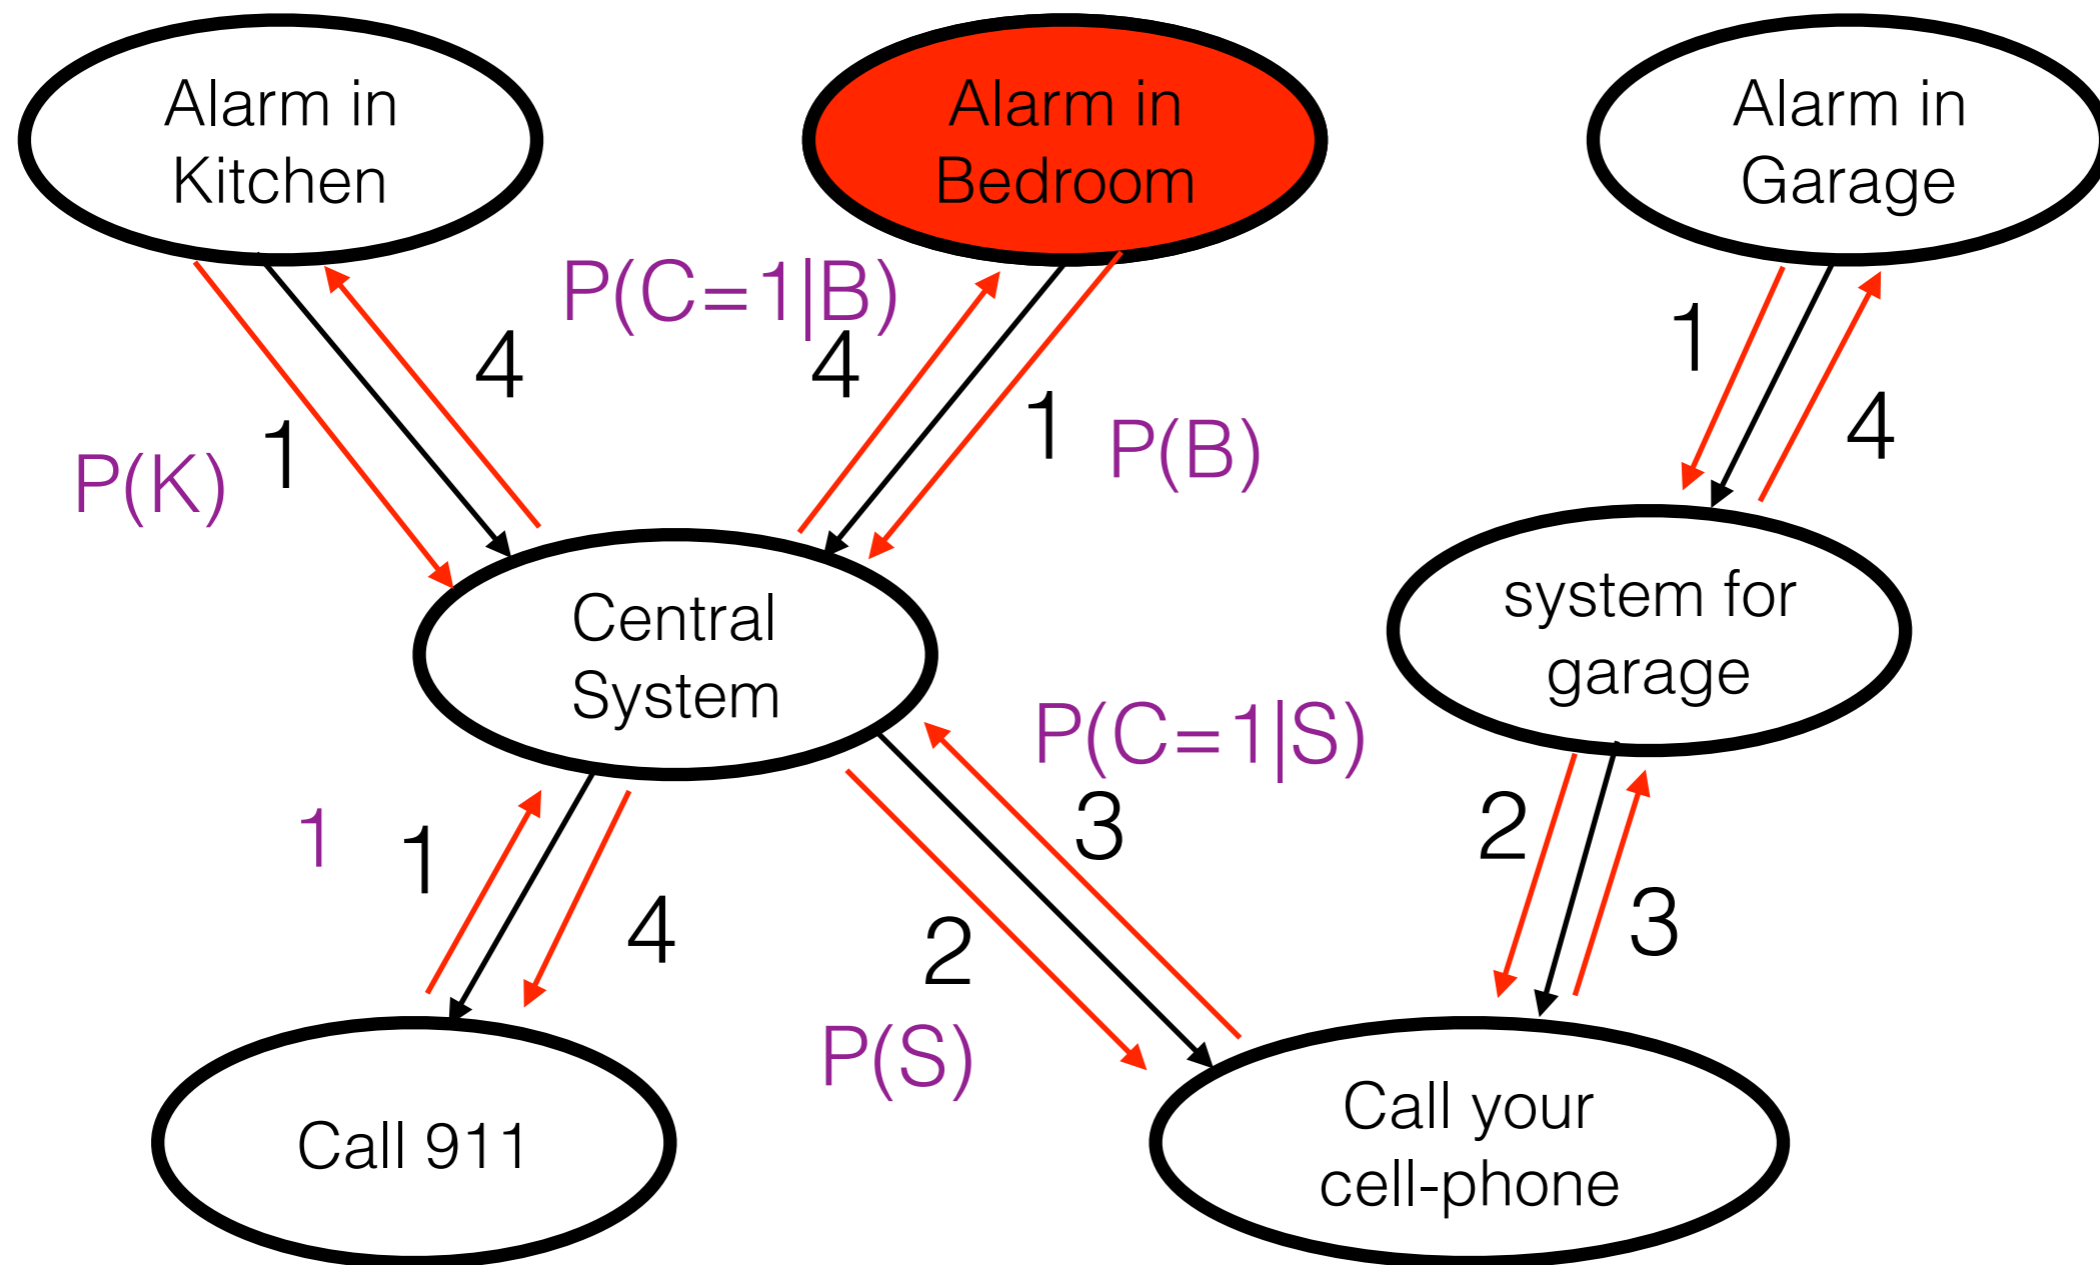 Alarm in
Kitchen
Alarm in
Bedroom
Alarm in
Garage
P(C=1|B)
4
4
1
1
P(B)
1
4
P(K)
Central
System
system for
garage
P(C=1|S)
3
1
1
2
4
2
3
P(S)
Call 911
Call your
cell-phone